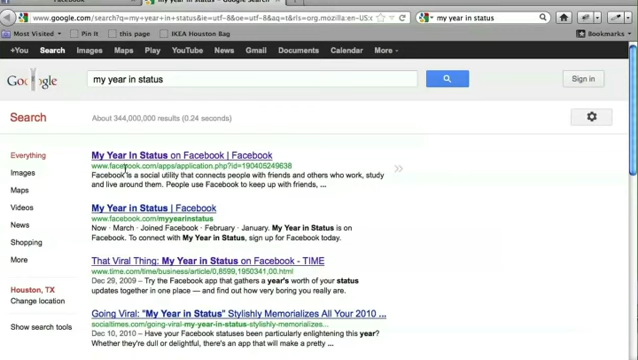 my year in status – Google Search
www.google.com/search?q=my+year+in+status&ie=utf-8&oe=utf-8&aq=t&rls=org.mozilla:en-US
my year in status
Most Visited
Pin It
this page
IKEA Houston Bag
Bookmarks
+You Search Images Maps Play YouTube News Gmail Documents Calendar More
Google
my year in status
Sign in
Search
About 344,000,000 results (0.24 seconds)
Everything
Images
Maps
Videos
News
Shopping
More
Houston, TX
Change location
Show search tools
My Year in Status on Facebook | Facebook
www.facebook.com/apps/application.php?id=190405249638
Facebook is a social utility that connects people with friends and others who work, study
and live around them. People use Facebook to keep up with friends, ...
My Year in Status | Facebook
www.facebook.com/myyearinstatus
Now · March · Joined Facebook · February · January. My Year in Status is on
Facebook. To connect with My Year in Status, sign up for Facebook today.
That Viral Thing: My Year in Status on Facebook - TIME
www.time.com/time/business/article/0,8599,1950341,00.html
Dec 29, 2009 – Try the Facebook app that gathers a year's worth of your status
updates together in one place — and find out how very boring you really are.
Going Viral: "My Year in Status" Stylishly Memorializes All Your 2010 ...
socialtimes.com/going-viral-my-year-in-status-stylishly-memorializes...
Dec 10, 2010 – Have your Facebook statuses been particularly enlightening this year?
Whether they're dull or delightful, there's an app that will make a pretty ...